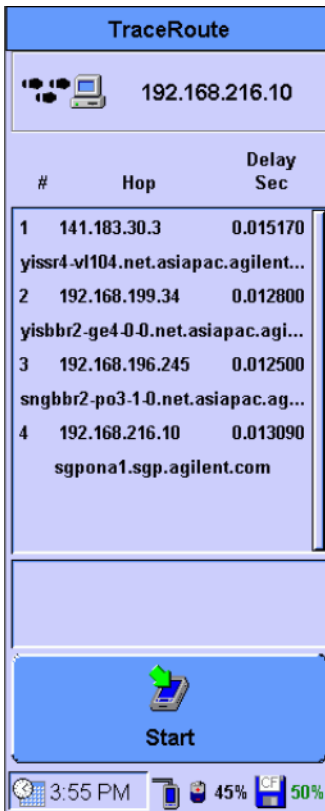 TraceRoute
192.168.216.10
Delay
# Hop Sec
1 141.183.30.3 0.015170
yissr4-vl104.net.asiapac.agilent...
2 192.168.199.34 0.012800
yisbbr2-ge4-0-0.net.asiapac.agi...
3 192.168.196.245 0.012500
sngbbr2-po3-1-0.net.asiapac.ag...
4 192.168.216.10 0.013090
sgpona1.sgp.agilent.com
Start
3:55 PM 45% CF 50%